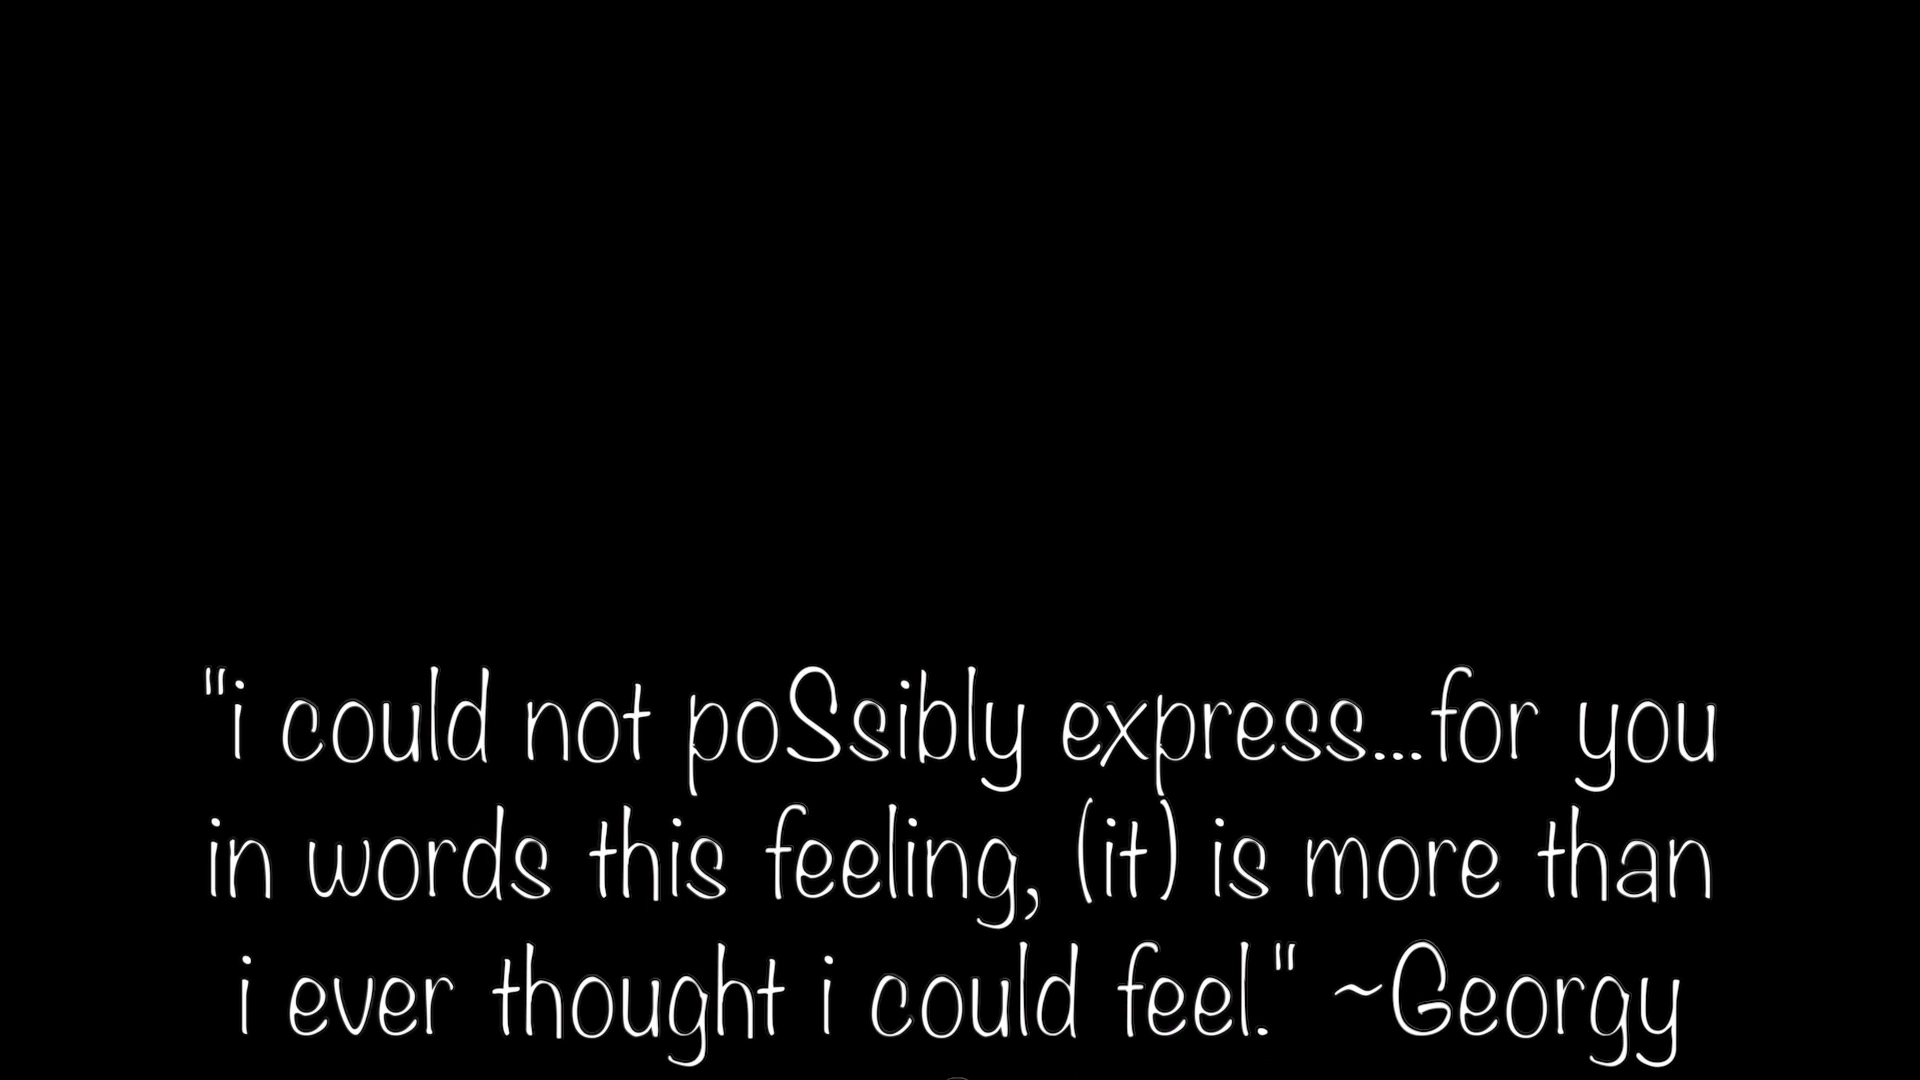 "i could not poSsibly express...for you
in words this feeling, (it) is more than
i ever thought i could feel." ~Georgy